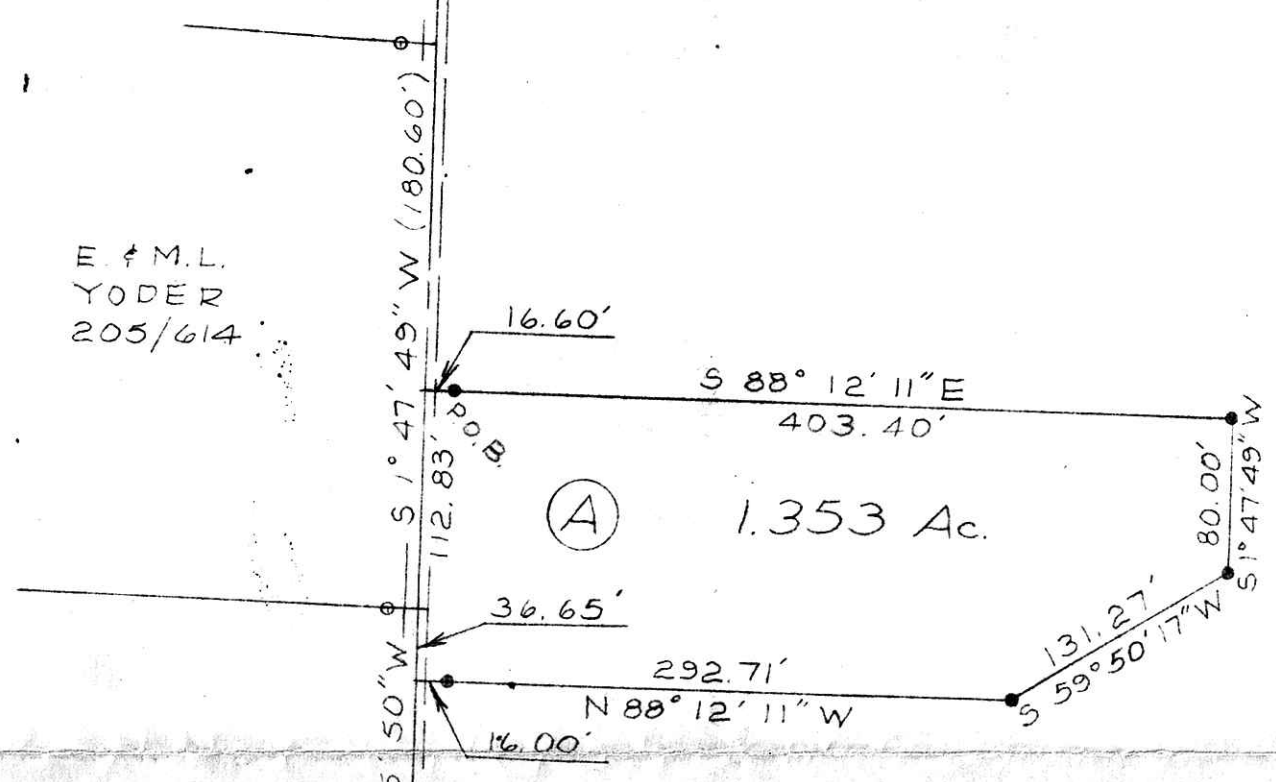 S 1° 47' 49" W (180.60')
E. & M.L.
YODER
205/614
16.60'
S 88° 12' 11" E
403.40'
P.O.B.
112.83'
A
1.353 Ac.
80.00'
S 1° 47' 49" W
36.65'
131.27'
S 59° 50' 17" W
292.71'
N 88° 12' 11" W
50" W
16.00'